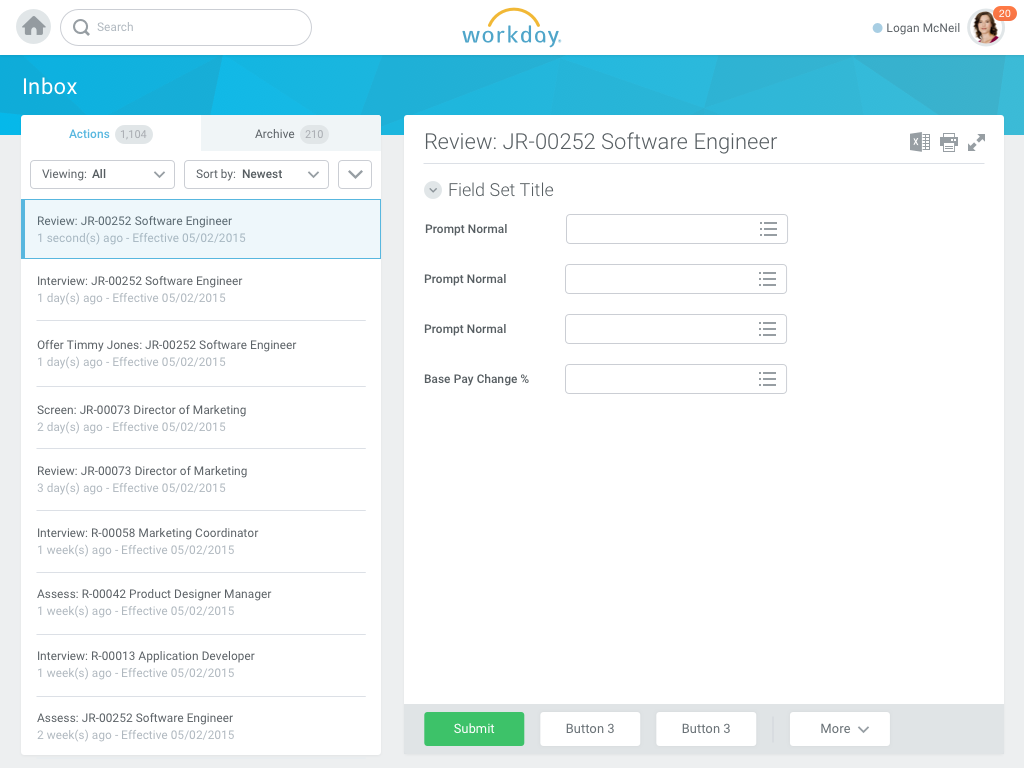 Search
workday.
Logan McNeil
20
Inbox
Actions 1,104
Archive 210
Viewing: All
Sort by: Newest
Review: JR-00252 Software Engineer
1 second(s) ago - Effective 05/02/2015
Interview: JR-00252 Software Engineer
1 day(s) ago - Effective 05/02/2015
Offer Timmy Jones: JR-00252 Software Engineer
1 day(s) ago - Effective 05/02/2015
Screen: JR-00073 Director of Marketing
2 day(s) ago - Effective 05/02/2015
Review: JR-00073 Director of Marketing
3 day(s) ago - Effective 05/02/2015
Interview: R-00058 Marketing Coordinator
1 week(s) ago - Effective 05/02/2015
Assess: R-00042 Product Designer Manager
1 week(s) ago - Effective 05/02/2015
Interview: R-00013 Application Developer
1 week(s) ago - Effective 05/02/2015
Assess: JR-00252 Software Engineer
2 week(s) ago - Effective 05/02/2015
Review: JR-00252 Software Engineer
X
Field Set Title
Prompt Normal
Prompt Normal
Prompt Normal
Base Pay Change %
Submit
Button 3
Button 3
More